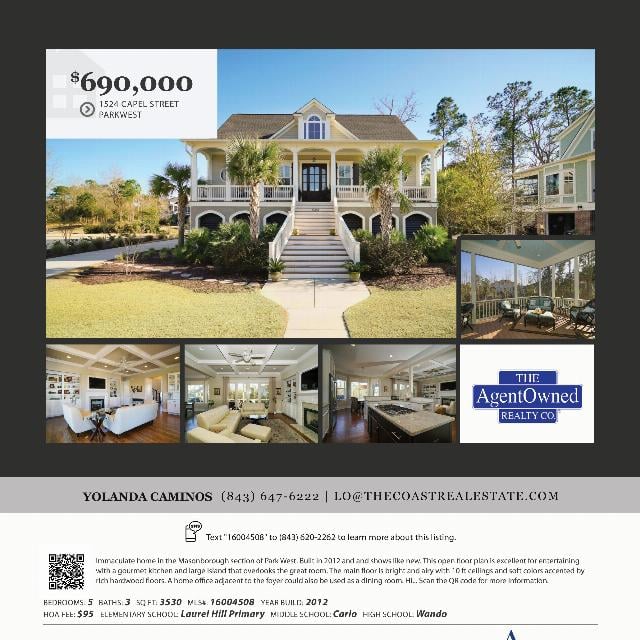 $690,000
1524 CAPEL STREET
PARKWEST
THE
AgentOwned
REALTY CO.
YOLANDA CAMINOS (843) 647-6222 | LO@THECOASTREALESTATE.COM
Text "16004508" to (843) 620-2262 to learn more about this listing.
Immaculate home in the Masonborough section of Park West. Built in 2012 and and shows like new. This open floor plan is excellent for entertaining
with a gourmet kitchen and large island that overlooks the great room. The main floor is bright and airy with 10 ft ceilings and soft colors accented by
rich hardwood floors. A home office adjacent to the foyer could also be used as a dining room. HI... Scan the QR code for more information.
BEDROOMS: 5 BATHS: 3 SQ FT: 3530 MLS#: 16004508 YEAR BUILD: 2012
HOA FEE: $95 ELEMENTARY SCHOOL: Laurel Hill Primary MIDDLE SCHOOL: Cario HIGH SCHOOL: Wando